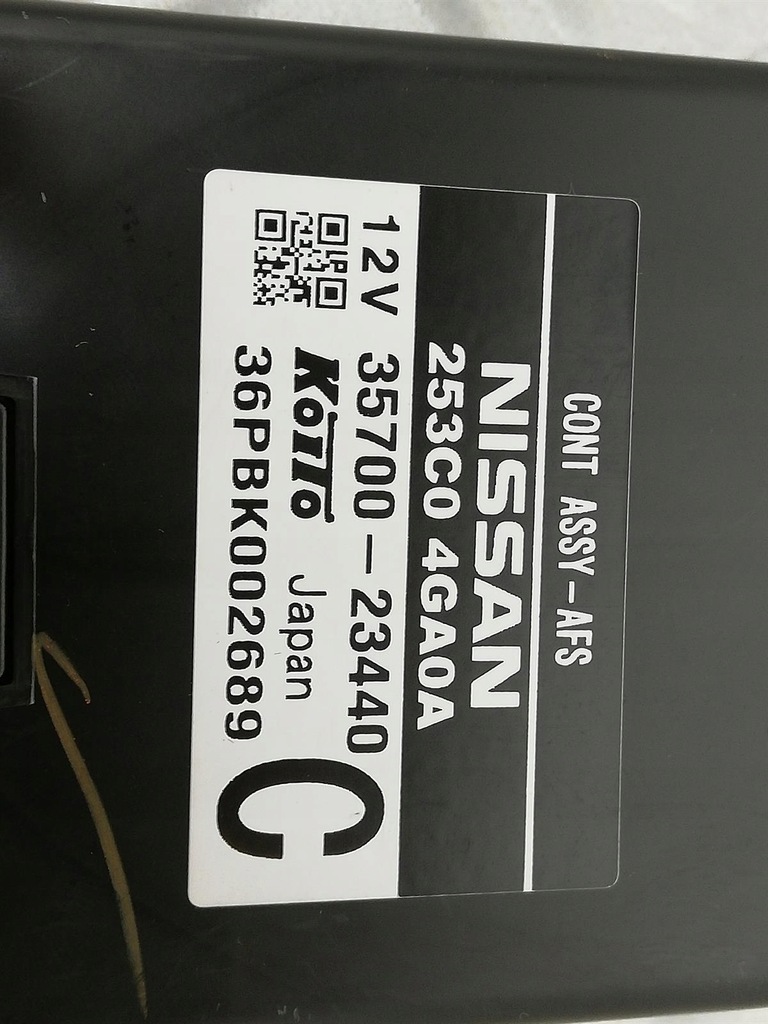 CONT ASSY-AFS
NISSAN
253C0 4GA0A
12V 35700-23440
KOITO Japan
36PBK002689
C